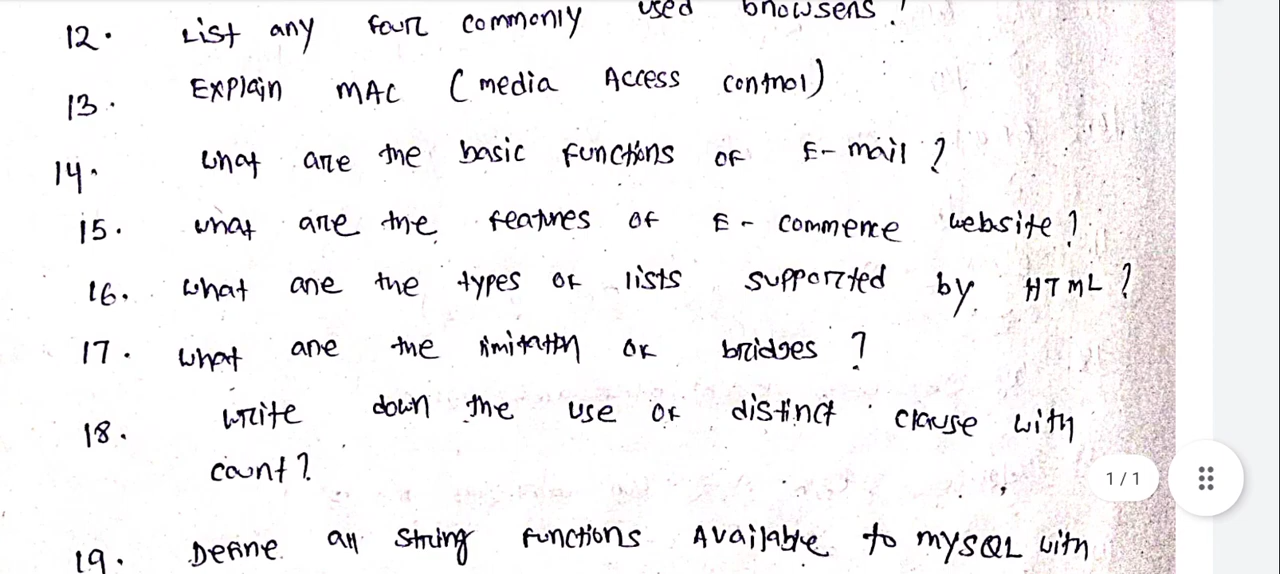 12. List any four commonly used browsers?
13. Explain MAC (media Access control)
14. What are the basic functions of E-mail?
15. What are the features of E-commerce website?
16. What are the types of lists supported by HTML?
17. What are the limitation of bridges?
18. Write down the use of distinct clause with
count?
1/1
19. Define all string functions Available to mySQL with